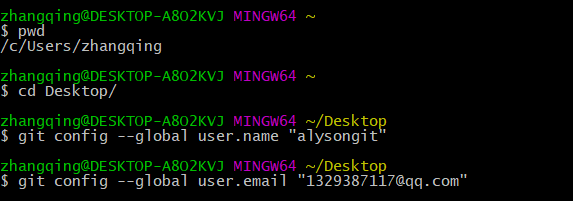 zhangqing@DESKTOP-A8O2KVJ MINGW64 ~
$ pwd
/c/Users/zhangqing

zhangqing@DESKTOP-A8O2KVJ MINGW64 ~
$ cd Desktop/

zhangqing@DESKTOP-A8O2KVJ MINGW64 ~/Desktop
$ git config --global user.name "alysongit"

zhangqing@DESKTOP-A8O2KVJ MINGW64 ~/Desktop
$ git config --global user.email "1329387117@qq.com"